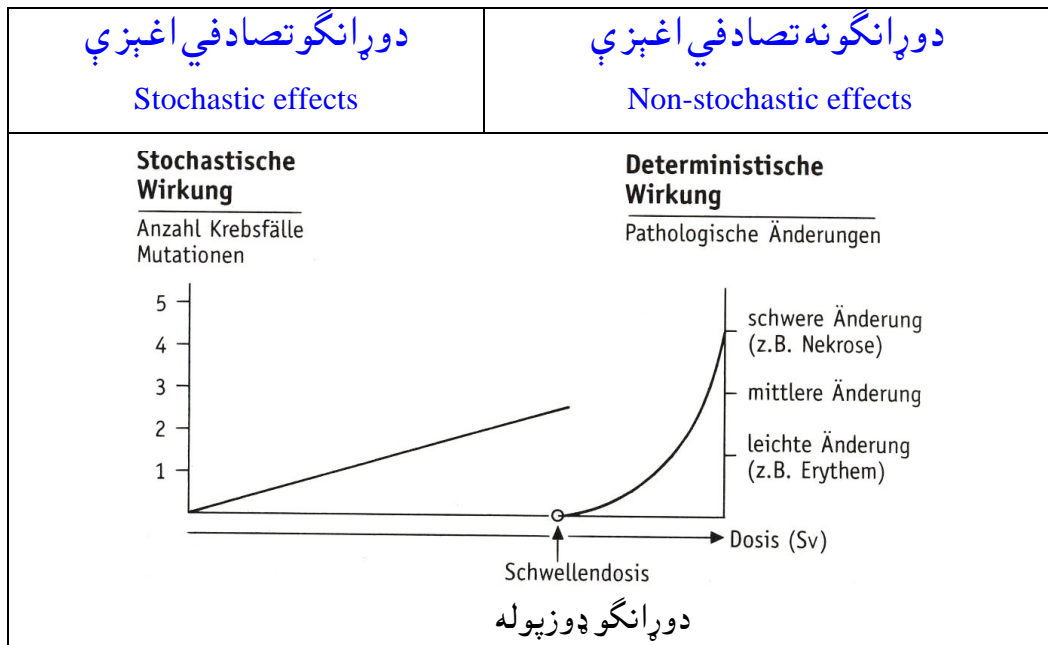 دوړانګو تصادفي اغېزې
Stochastic effects
دوړانګو نه تصادفي اغېزې
Non-stochastic effects
Stochastische
Wirkung
Anzahl Krebsfälle
Mutationen
Deterministische
Wirkung
Pathologische Änderungen
5
4
3
2
1
schwere Änderung
(z.B. Nekrose)
mittlere Änderung
leichte Änderung
(z.B. Erythem)
Dosis (Sv)
Schwellendosis
دوړانګو ډوزپوله